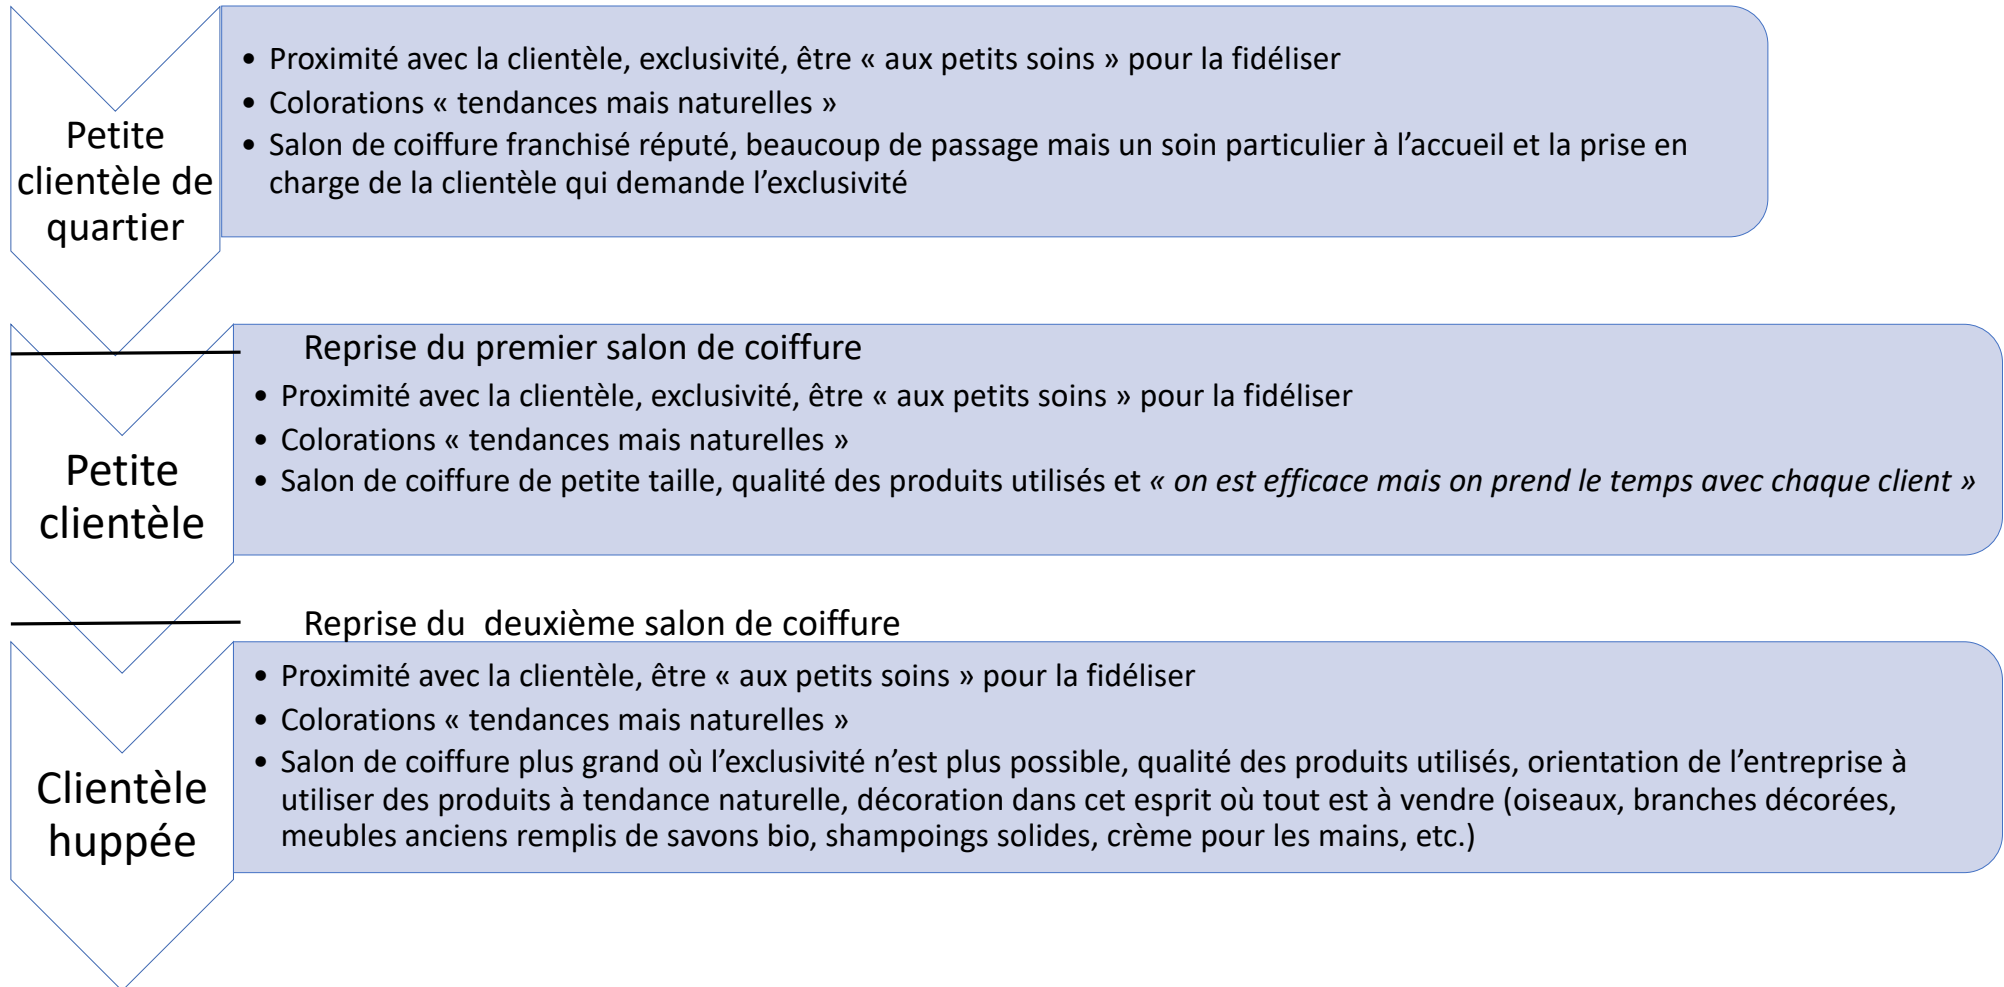 Petite
clientèle de
quartier
• Proximité avec la clientèle, exclusivité, être « aux petits soins » pour la fidéliser
• Colorations « tendances mais naturelles »
• Salon de coiffure franchisé réputé, beaucoup de passage mais un soin particulier à l’accueil et la prise en
charge de la clientèle qui demande l’exclusivité
Reprise du premier salon de coiffure
Petite
clientèle
• Proximité avec la clientèle, exclusivité, être « aux petits soins » pour la fidéliser
• Colorations « tendances mais naturelles »
• Salon de coiffure de petite taille, qualité des produits utilisés et « on est efficace mais on prend le temps avec chaque client »
Reprise du  deuxième salon de coiffure
Clientèle
huppée
• Proximité avec la clientèle, être « aux petits soins » pour la fidéliser
• Colorations « tendances mais naturelles »
• Salon de coiffure plus grand où l’exclusivité n’est plus possible, qualité des produits utilisés, orientation de l’entreprise à
utiliser des produits à tendance naturelle, décoration dans cet esprit où tout est à vendre (oiseaux, branches décorées,
meubles anciens remplis de savons bio, shampoings solides, crème pour les mains, etc.)